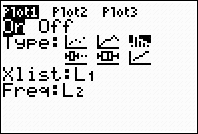 Plot1 Plot2 Plot3
On Off
Type:
Xlist:L1
Freq:L2